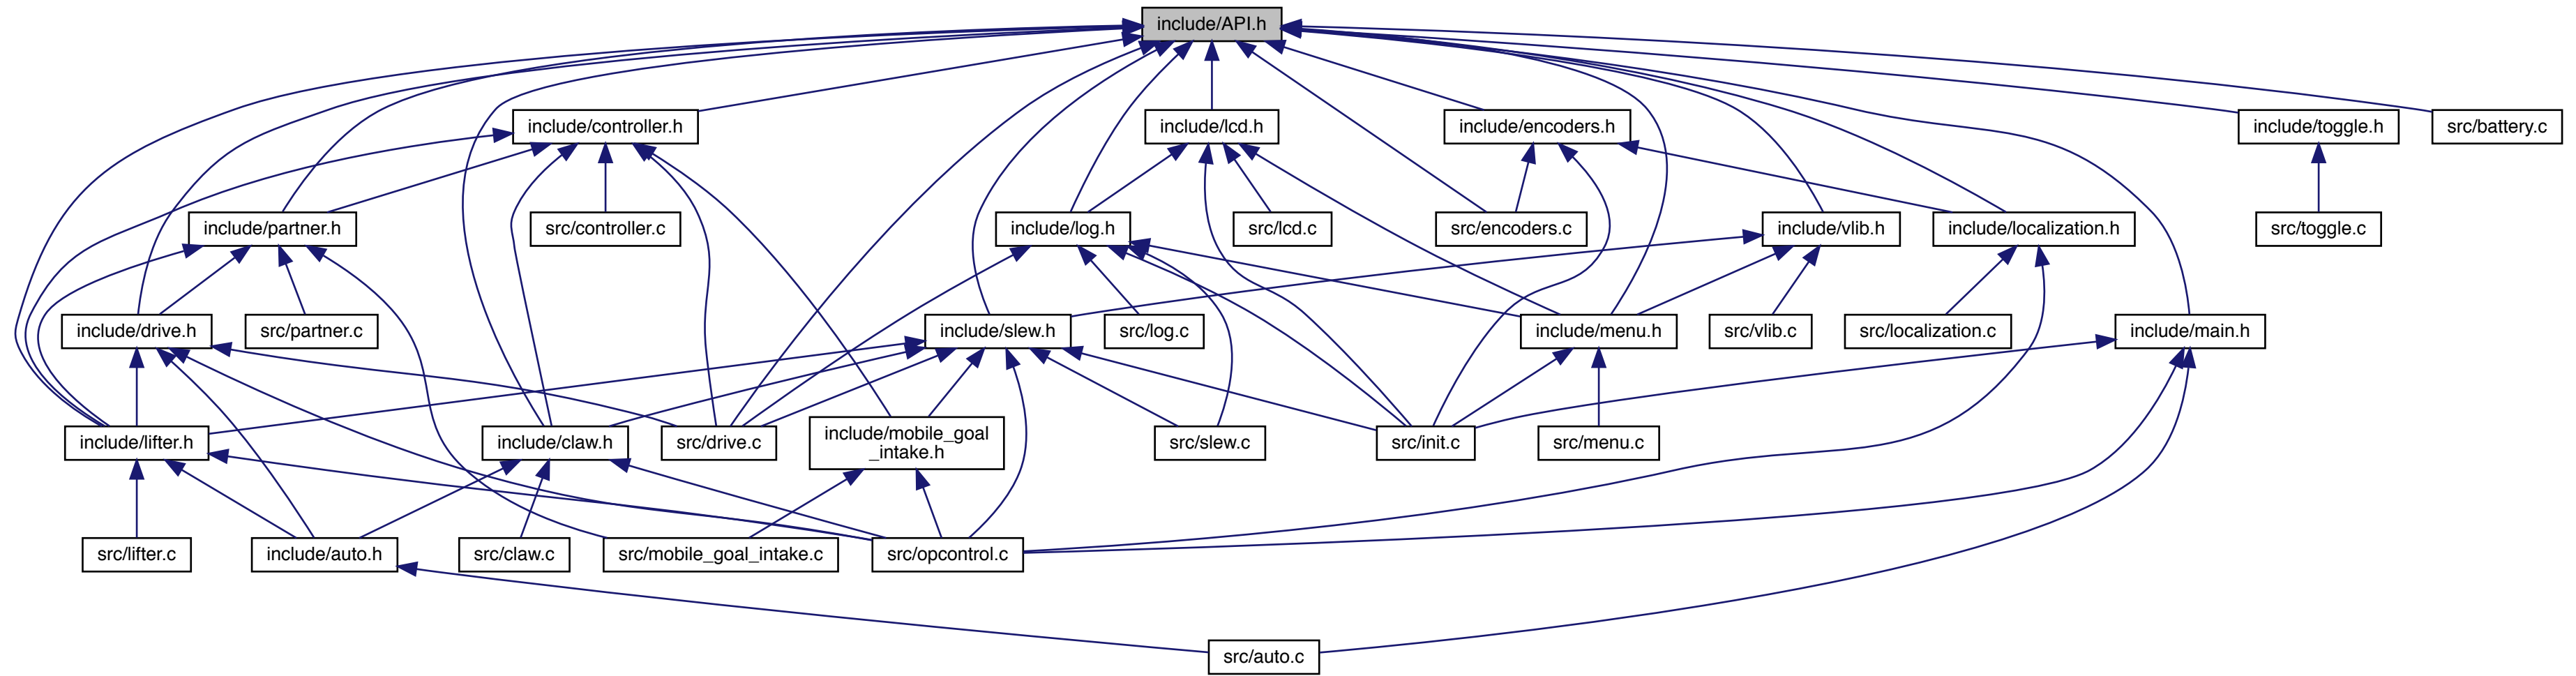 include/API.h
include/controller.h
include/lcd.h
include/encoders.h
include/toggle.h
src/battery.c
include/partner.h
src/controller.c
include/log.h
src/lcd.c
src/encoders.c
include/vlib.h
include/localization.h
src/toggle.c
include/drive.h
src/partner.c
include/slew.h
src/log.c
include/menu.h
src/vlib.c
src/localization.c
include/main.h
include/lifter.h
include/claw.h
src/drive.c
include/mobile_goal
_intake.h
src/slew.c
src/init.c
src/menu.c
src/lifter.c
include/auto.h
src/claw.c
src/mobile_goal_intake.c
src/opcontrol.c
src/auto.c